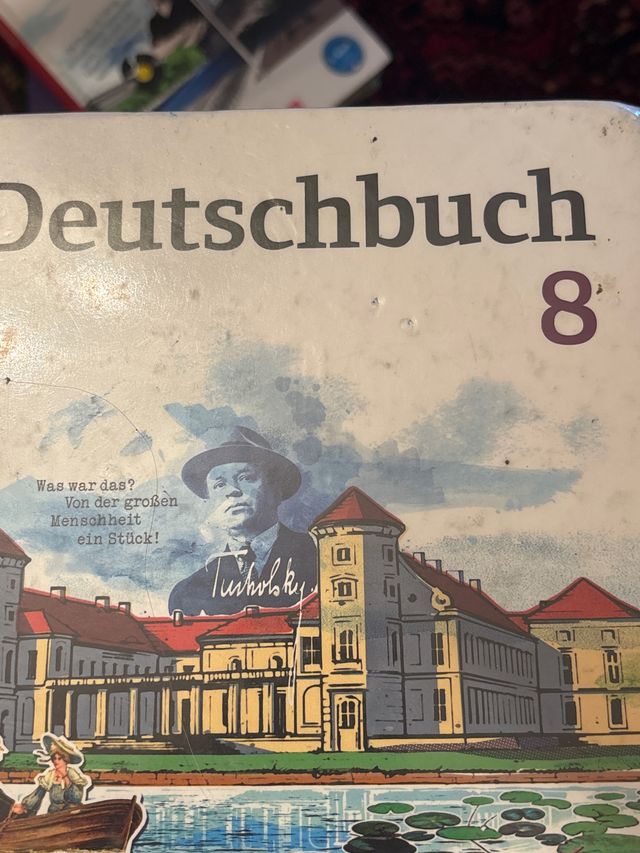 Deutschbuch
8
Was war das?
Von der großen
Menschheit
ein Stück!
Tucholsky